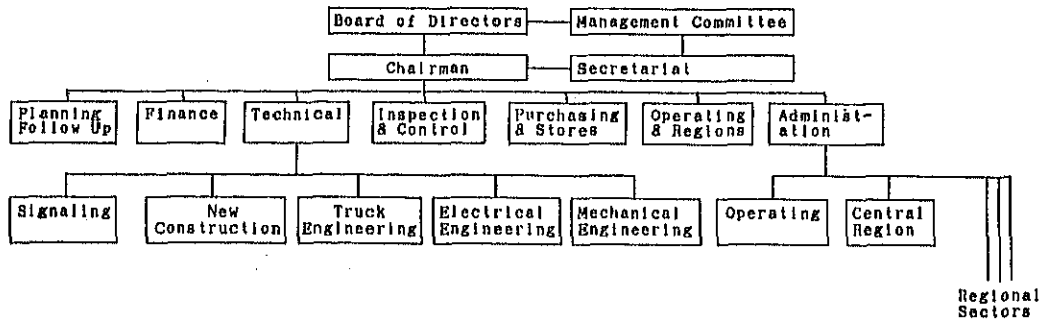 Board of Directors
Management Committee
Chairman
Secretariat
Planning
Follow Up
Finance
Technical
Inspection
& Control
Purchasing
& Stores
Operating
& Regions
Administ-
ation
Signaling
New
Construction
Truck
Engineering
Electrical
Engineering
Mechanical
Engineering
Operating
Central
Region
Regional
Sectors